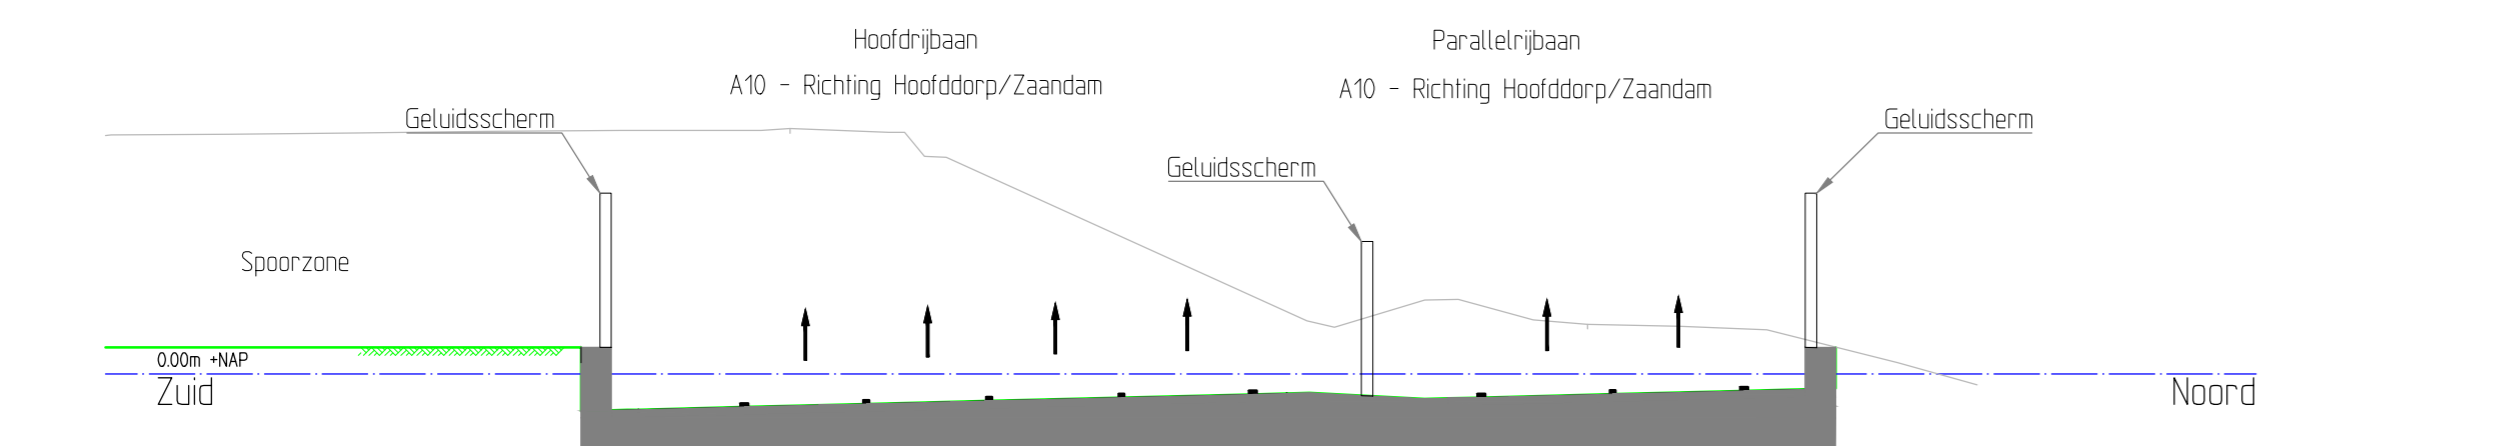 Hoofdrijbaan
A10 - Richting Hoofddorp/Zaandam
Parallelrijbaan
A10 - Richting Hoofddorp/Zaandam
Geluidsscherm
Geluidsscherm
Geluidsscherm
Spoorzone
0.00m +NAP
Zuid
Noord